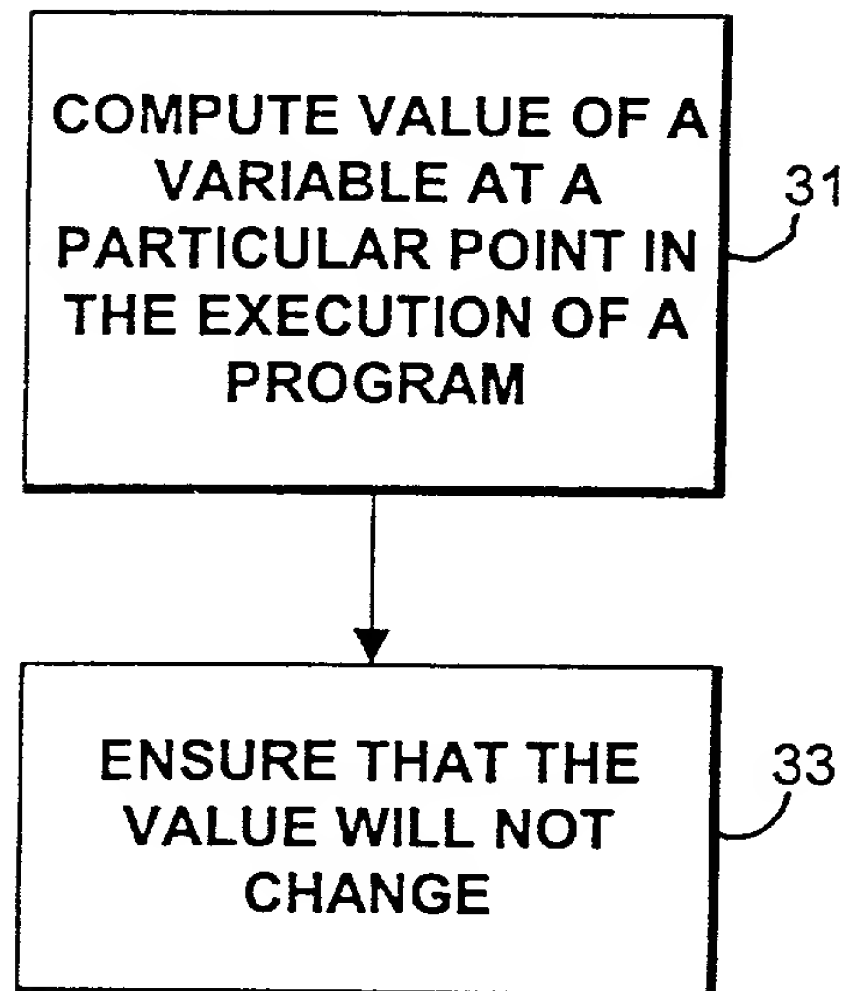 COMPUTE VALUE OF A
VARIABLE AT A
PARTICULAR POINT IN
THE EXECUTION OF A
PROGRAM
31
ENSURE THAT THE
VALUE WILL NOT
CHANGE
33